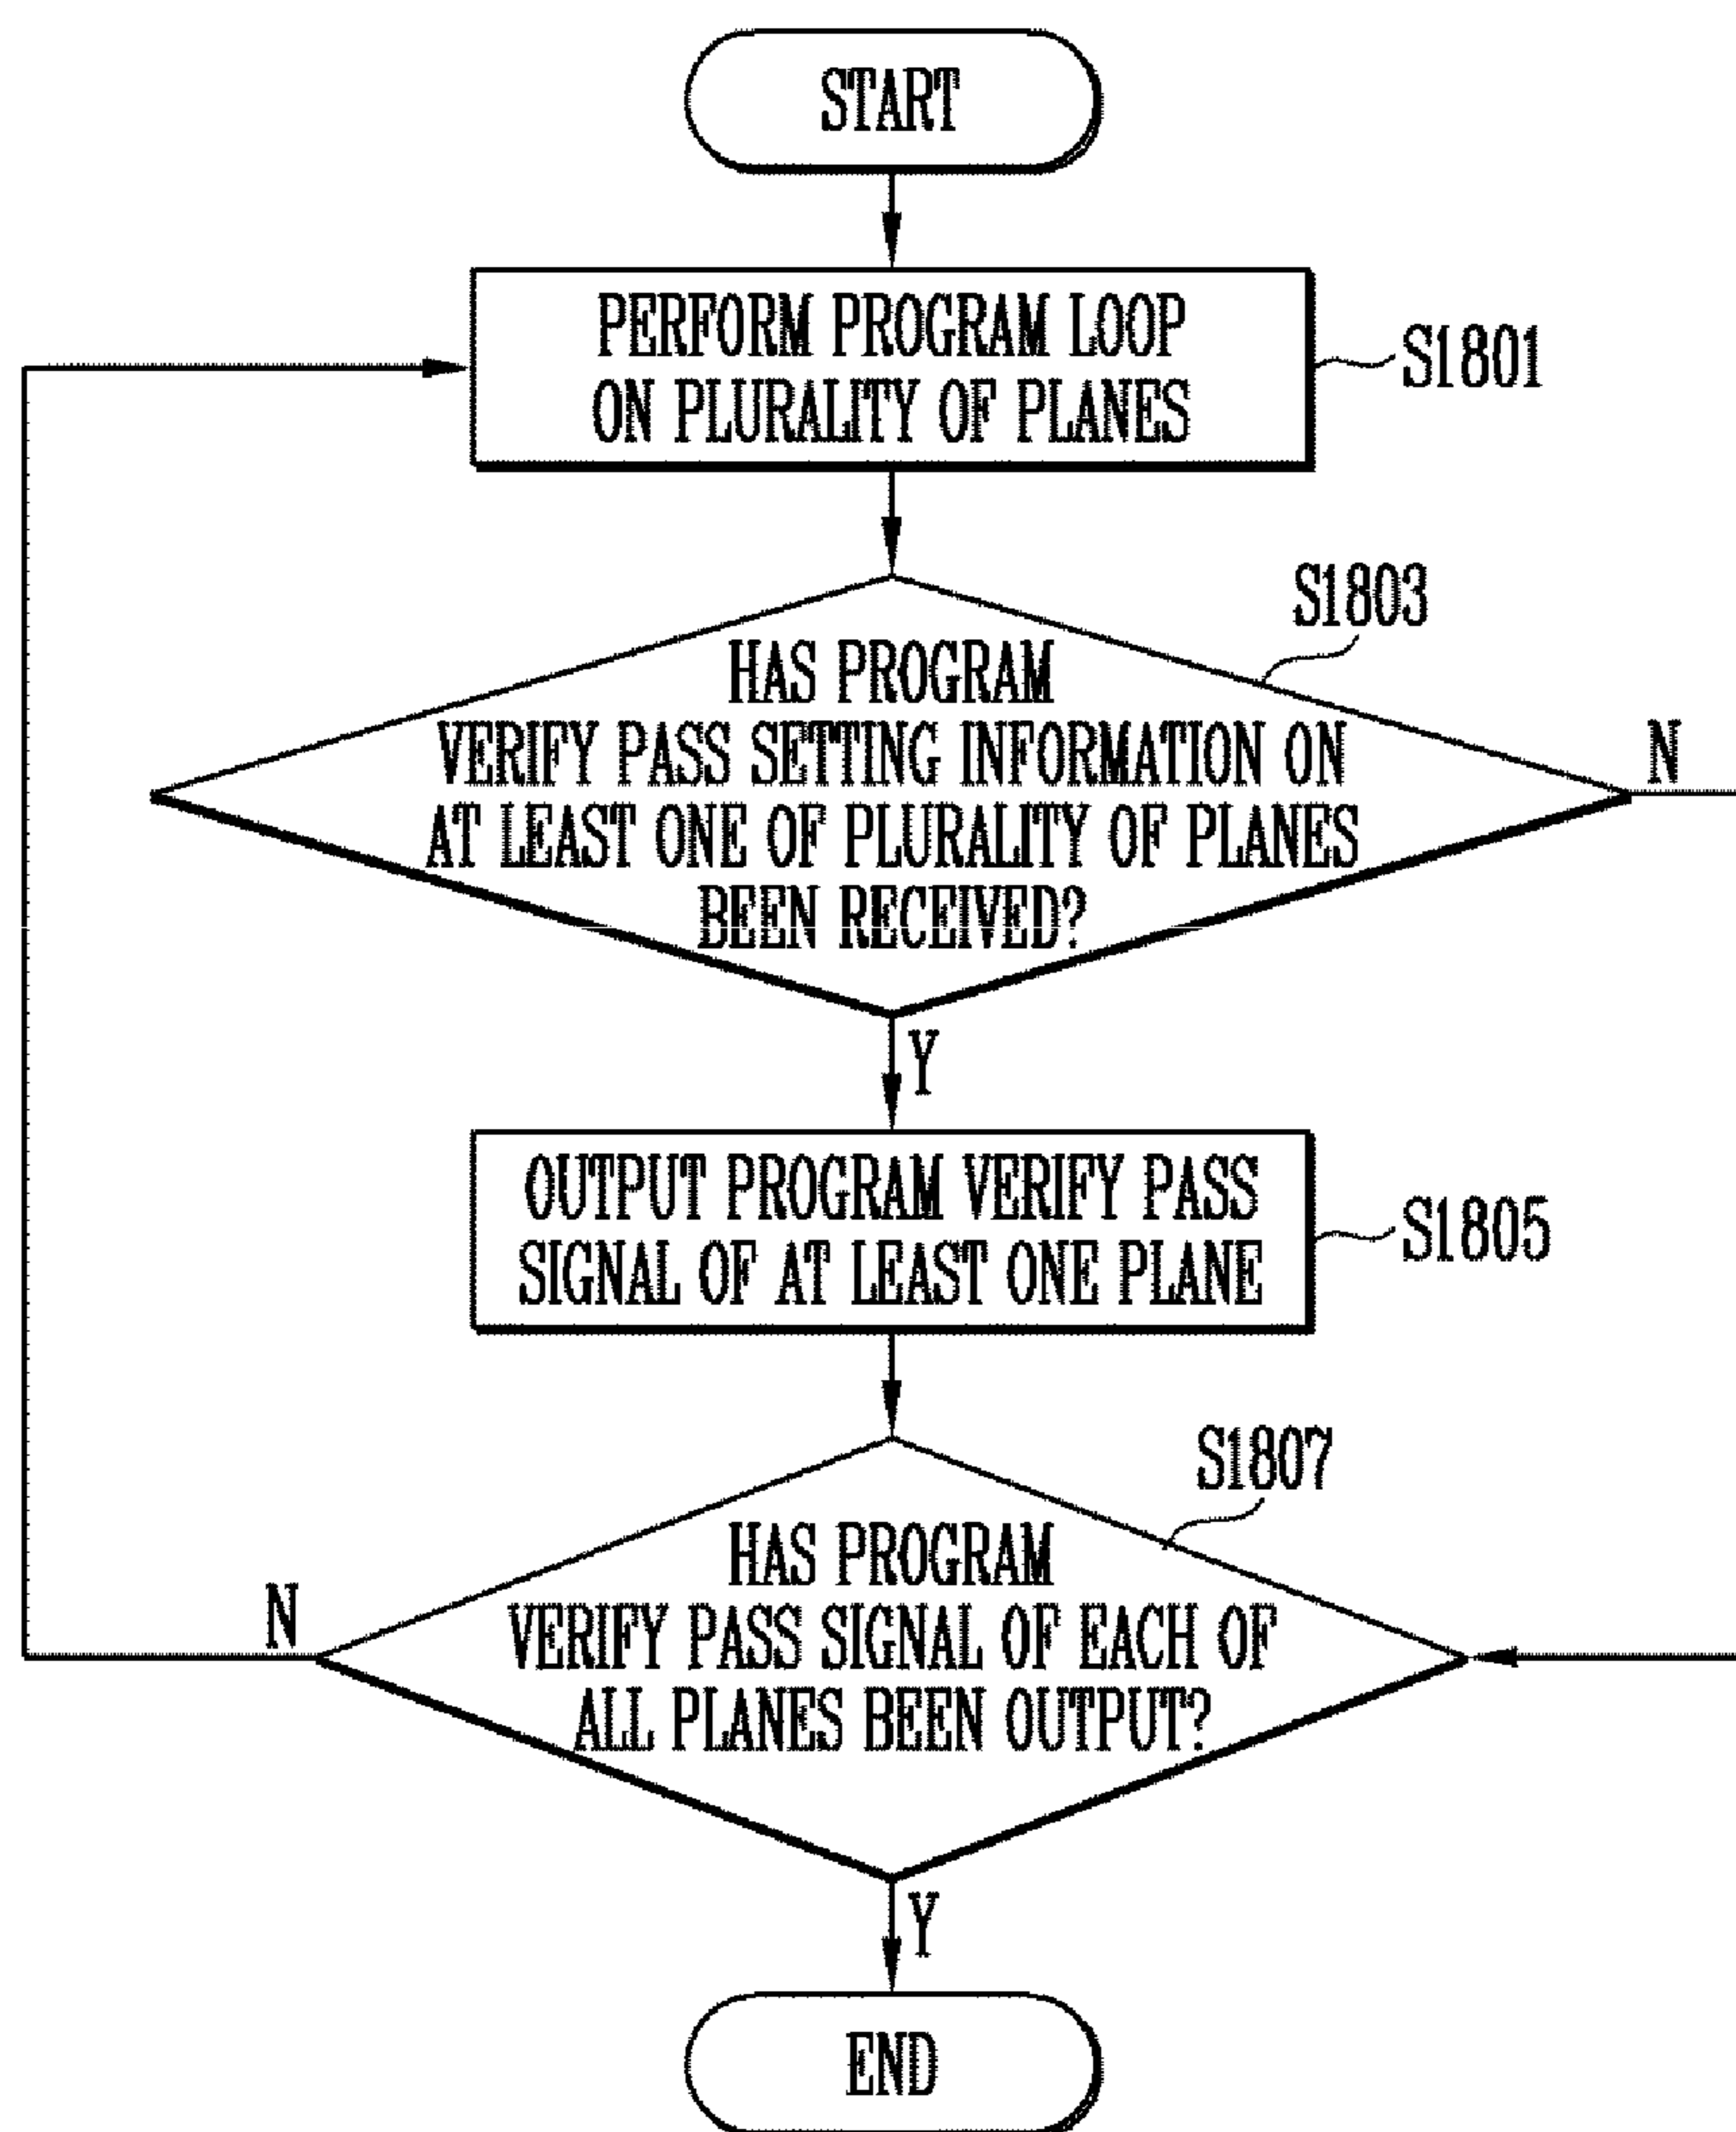 START
PERFORM PROGRAM LOOP
ON PLURALITY OF PLANES
S1801
S1803
HAS PROGRAM
VERIFY PASS SETTING INFORMATION ON
AT LEAST ONE OF PLURALITY OF PLANES
BEEN RECEIVED?
N
Y
OUTPUT PROGRAM VERIFY PASS
SIGNAL OF AT LEAST ONE PLANE
S1805
S1807
HAS PROGRAM
VERIFY PASS SIGNAL OF EACH OF
ALL PLANES BEEN OUTPUT?
N
Y
END